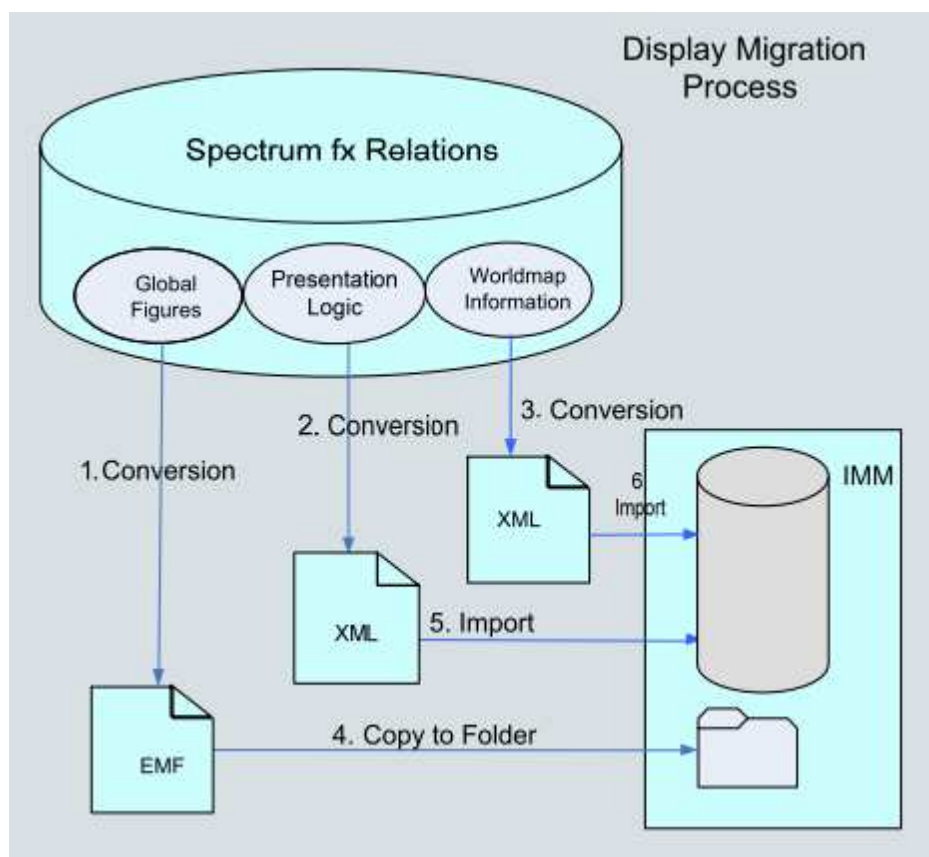 Display Migration
Process
Spectrum fx Relations
Global
Figures
Presentation
Logic
Worldmap
Information
1.Conversion
2. Conversion
3. Conversion
XML
6
Import
IMM
XML
5. Import
EMF
4. Copy to Folder